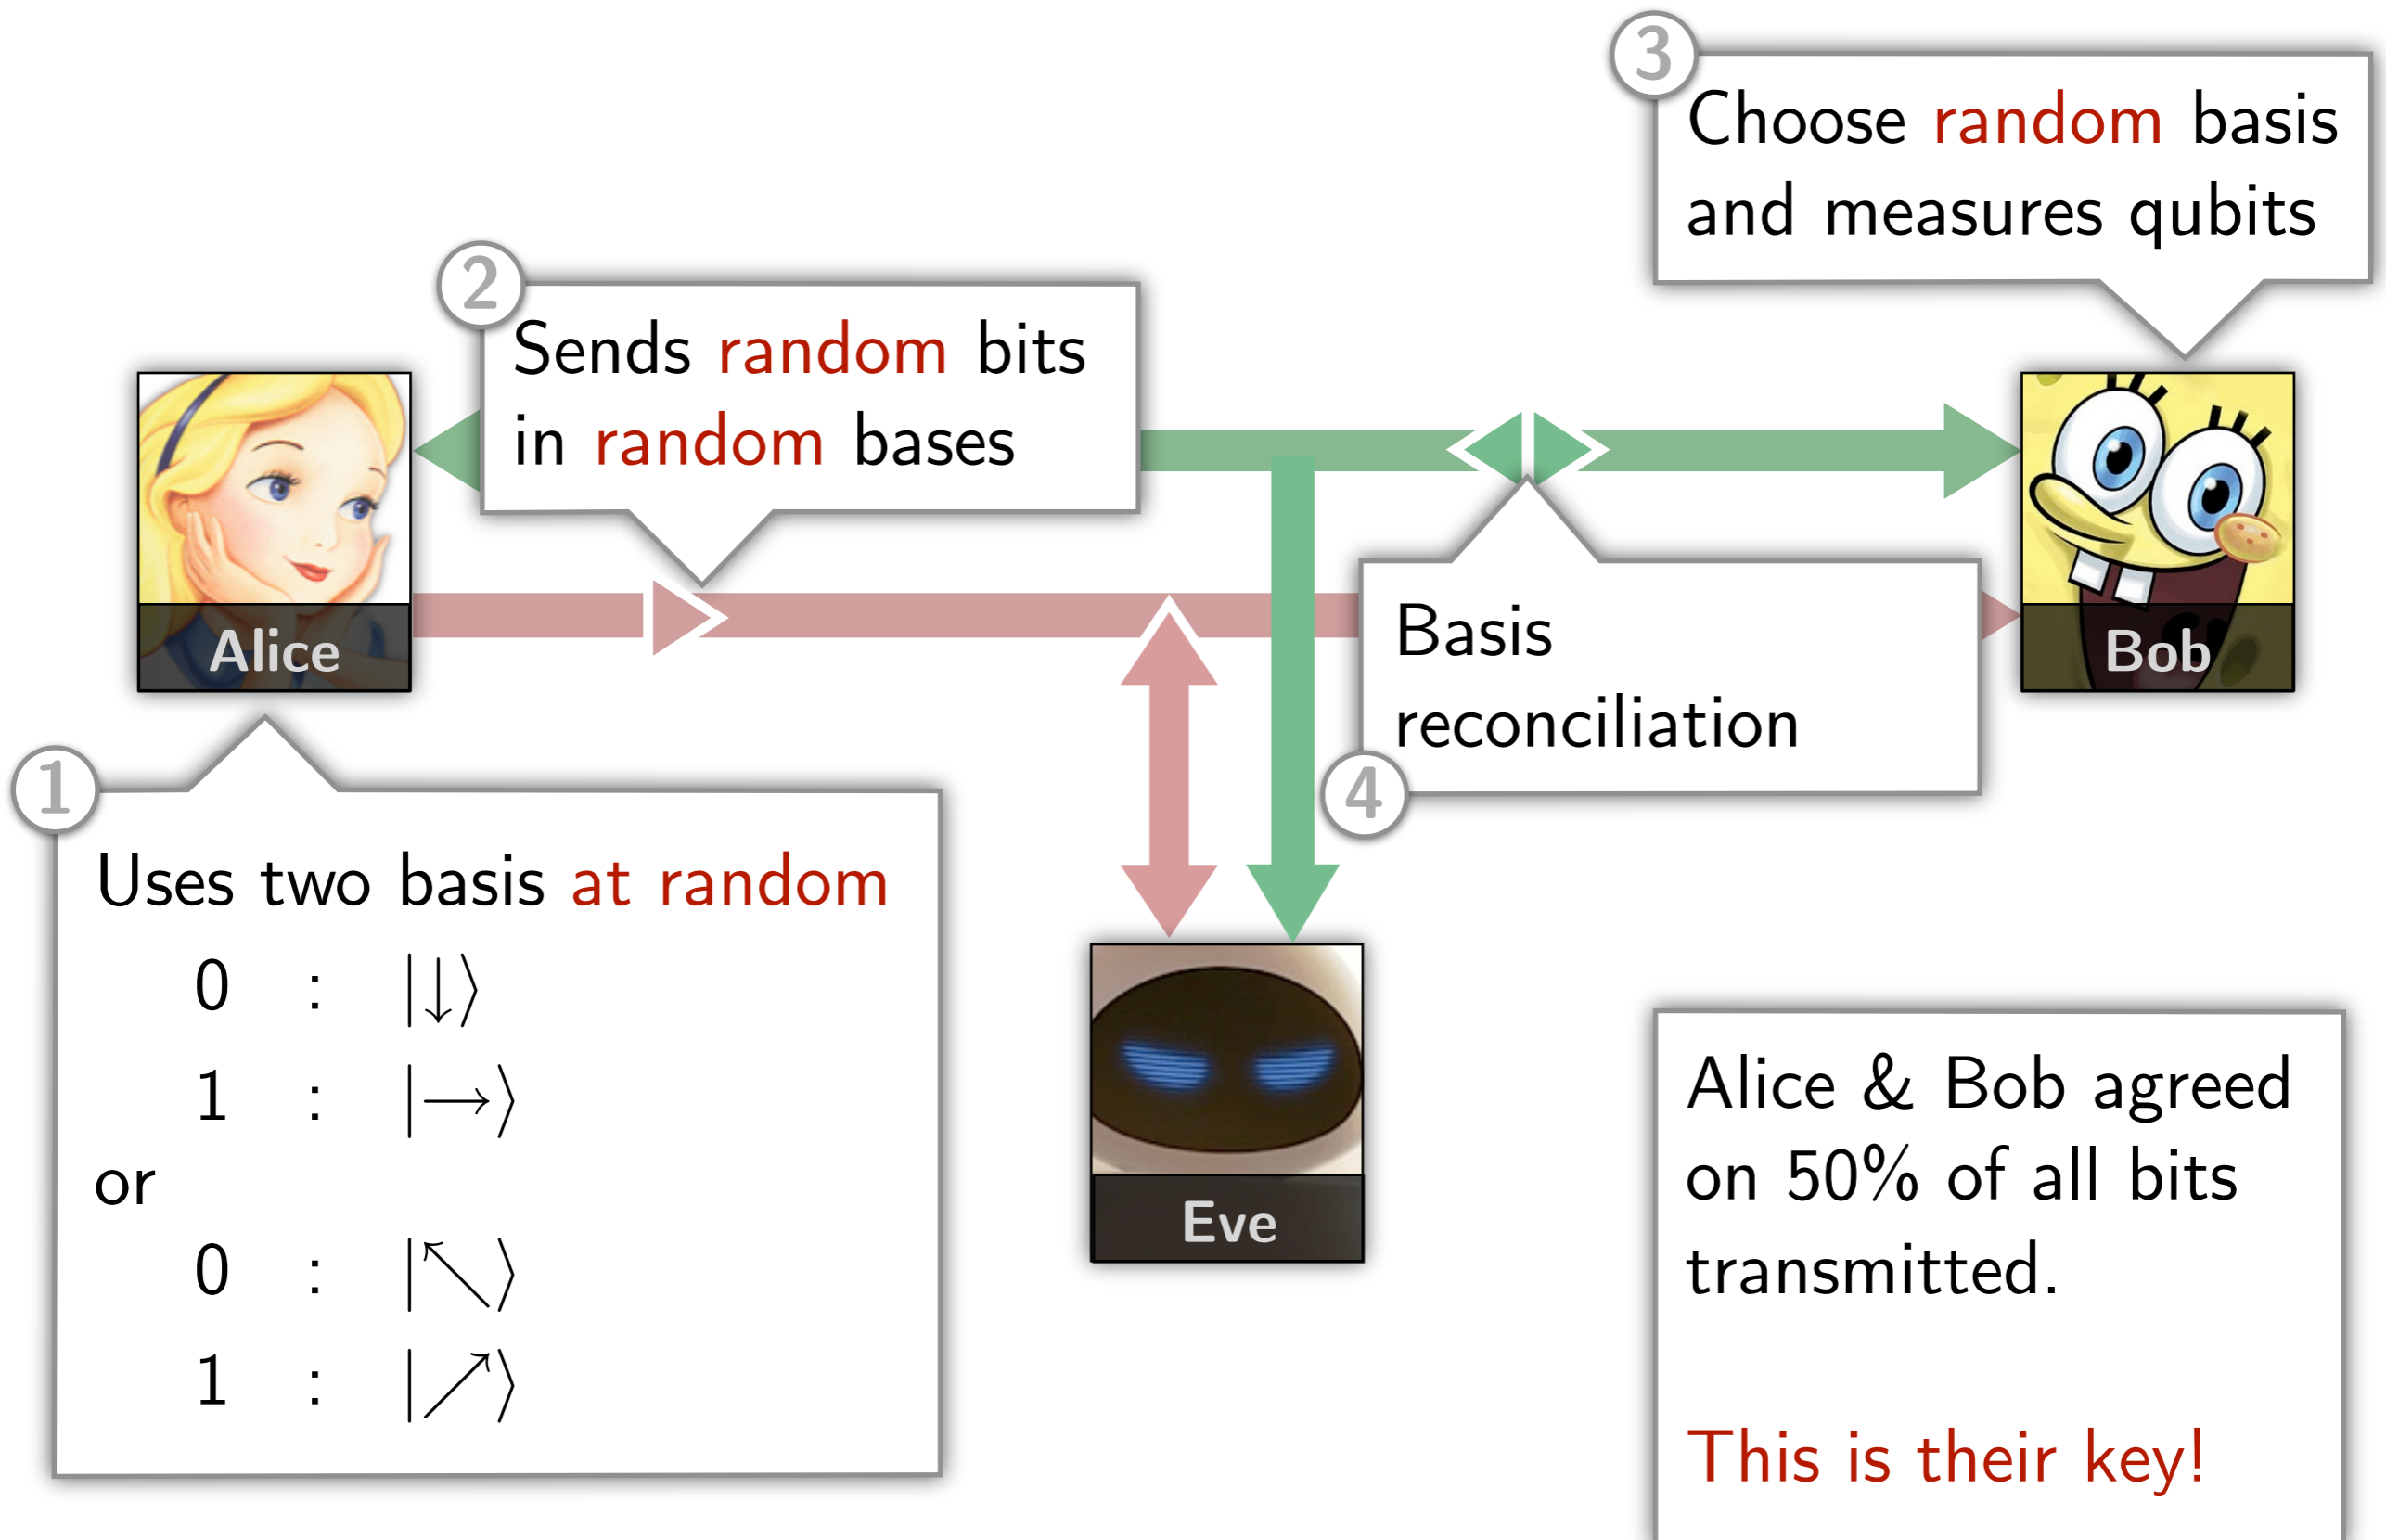 3
Choose random basis
and measures qubits
2
Sends random bits
in random bases
Alice
Bob
Basis
reconciliation
4
1
Uses two basis at random
0 : |↓⟩
1 : |→⟩
or
0 : |↖⟩
1 : |↗⟩
Eve
Alice & Bob agreed
on 50% of all bits
transmitted.
This is their key!